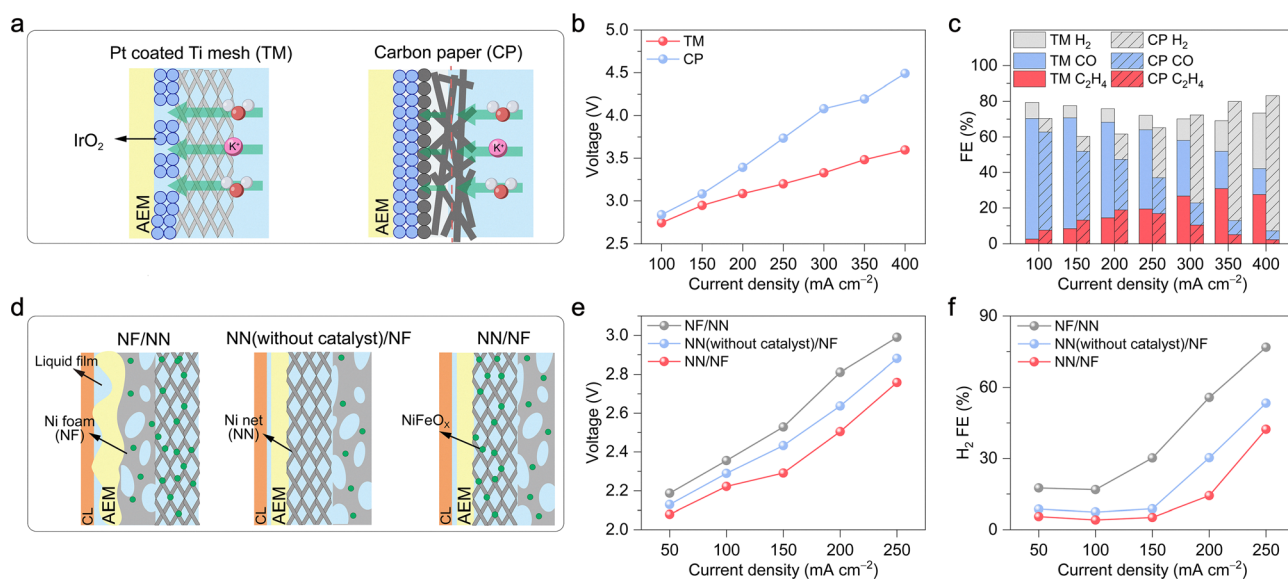 a
Pt coated Ti mesh (TM)
Carbon paper (CP)
IrO₂
AEM
K⁺
AEM
K⁺
b
Voltage (V)
5.0
4.5
4.0
3.5
3.0
2.5
TM
CP
100 150 200 250 300 350 400
Current density (mA cm⁻²)
c
FE (%)
80
60
40
20
0
TM H₂ CP H₂
TM CO CP CO
TM C₂H₄ CP C₂H₄
100 150 200 250 300 350 400
Current density (mA cm⁻²)
d
NF/NN
NN(without catalyst)/NF
NN/NF
Liquid film
Ni foam
(NF)
Ni net
(NN)
NiFeOₓ
CL
AEM
CL
AEM
CL
AEM
e
Voltage (V)
3.0
2.8
2.6
2.4
2.2
2.0
NF/NN
NN(without catalyst)/NF
NN/NF
50 100 150 200 250
Current density (mA cm⁻²)
f
H₂ FE (%)
90
60
30
0
NF/NN
NN(without catalyst)/NF
NN/NF
50 100 150 200 250
Current density (mA cm⁻²)